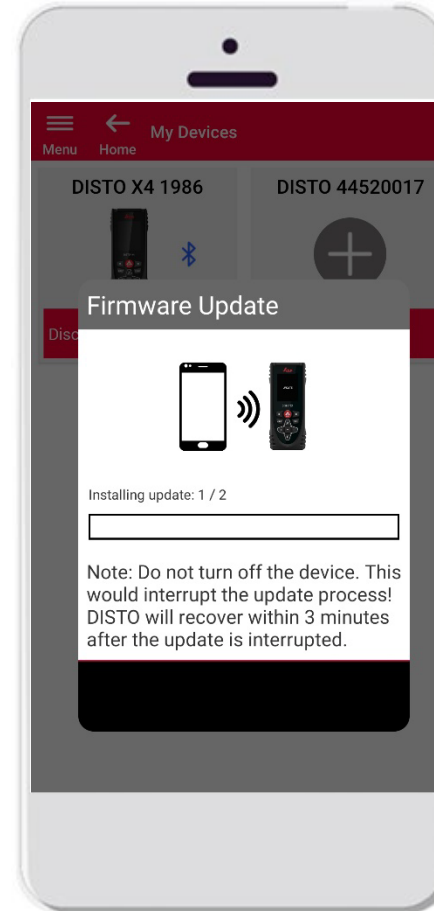 My Devices
Menu Home
DISTO X4 1986 DISTO 44520017
Firmware Update
Installing update: 1 / 2
Note: Do not turn off the device. This
would interrupt the update process!
DISTO will recover within 3 minutes
after the update is interrupted.